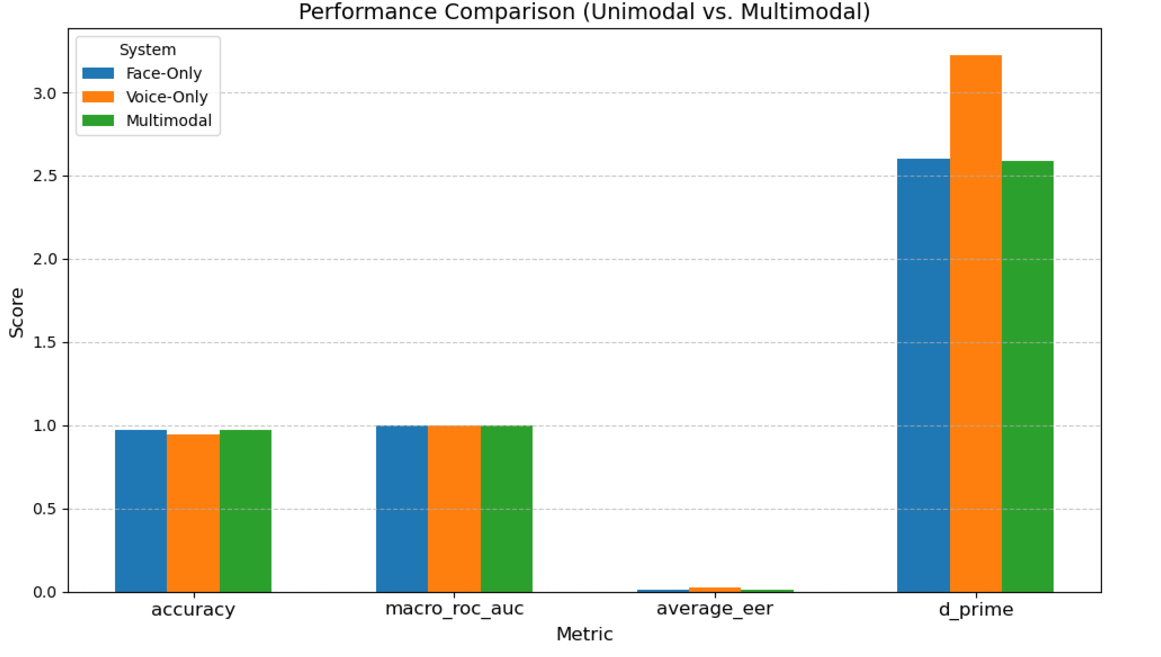 Performance Comparison (Unimodal vs. Multimodal)
System
Face-Only
Voice-Only
Multimodal
3.0
2.5
2.0
1.5
1.0
0.5
0.0
Score
accuracy macro_roc_auc average_eer d_prime
Metric